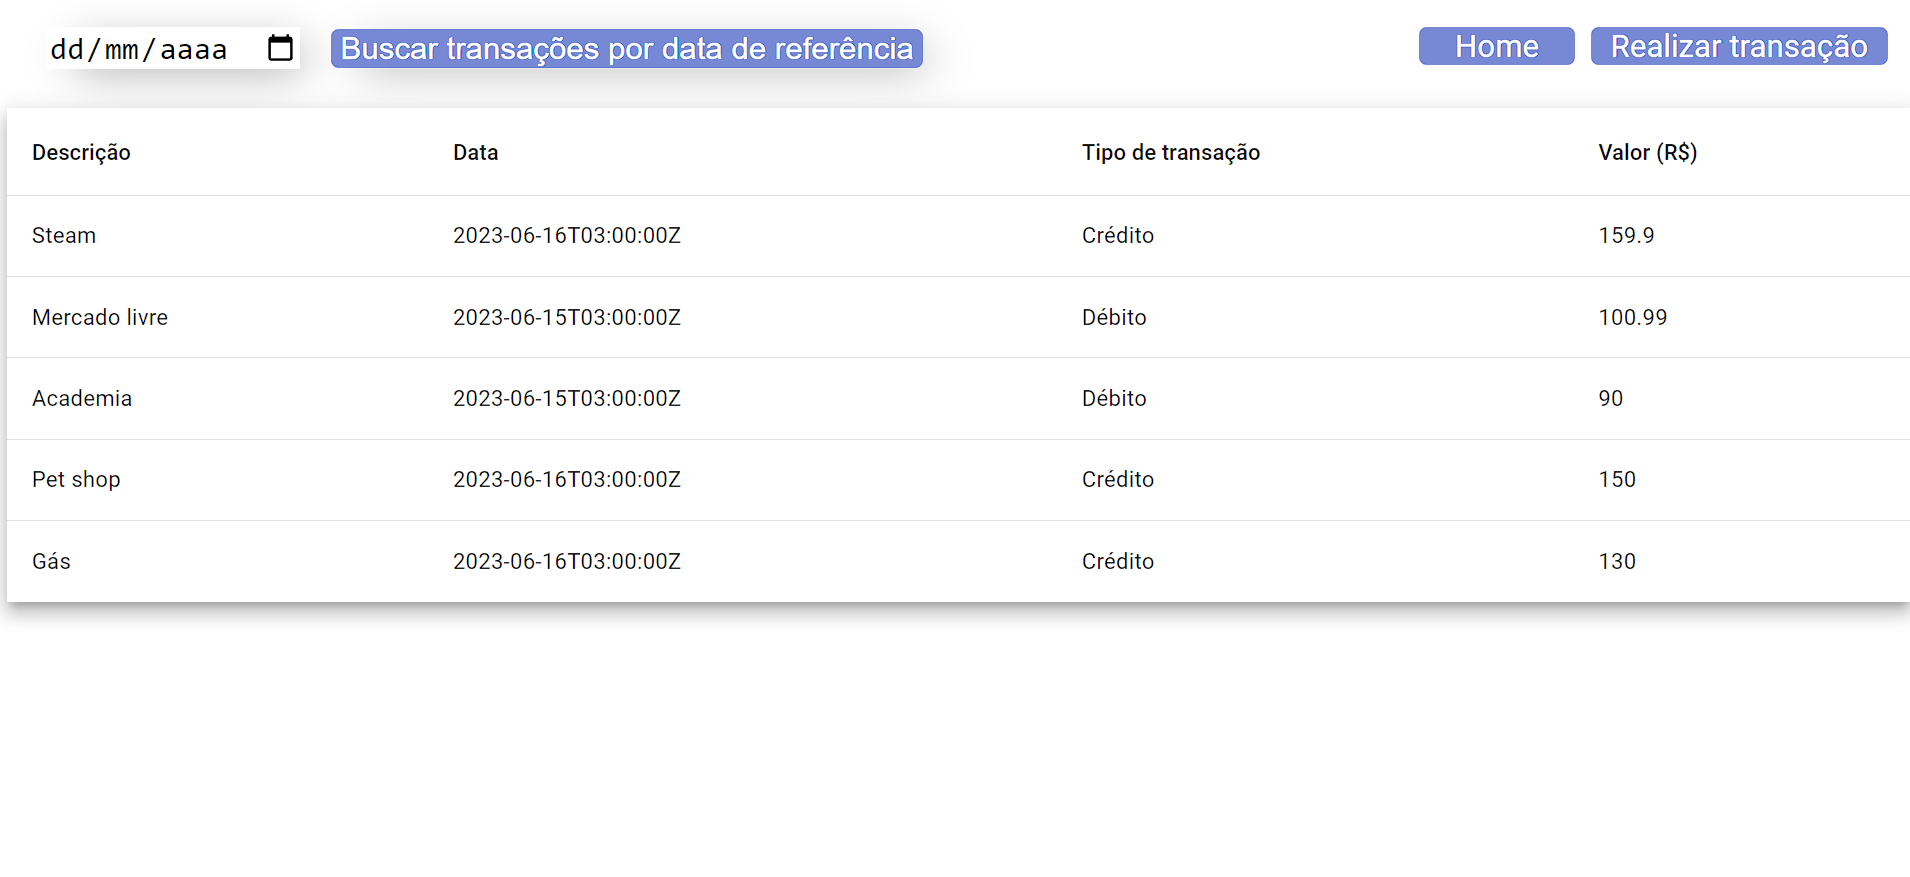 dd/mm/aaaa Buscar transações por data de referência Home Realizar transação
Descrição Data Tipo de transação Valor (R$)
Steam 2023-06-16T03:00:00Z Crédito 159.9
Mercado livre 2023-06-15T03:00:00Z Débito 100.99
Academia 2023-06-15T03:00:00Z Débito 90
Pet shop 2023-06-16T03:00:00Z Crédito 150
Gás 2023-06-16T03:00:00Z Crédito 130